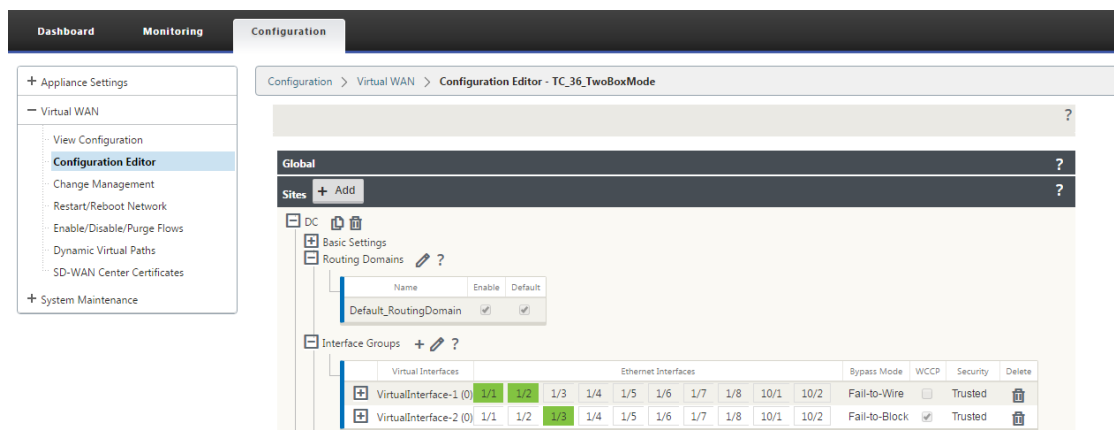 Dashboard Monitoring Configuration
+ Appliance Settings
− Virtual WAN
View Configuration
Configuration Editor
Change Management
Restart/Reboot Network
Enable/Disable/Purge Flows
Dynamic Virtual Paths
SD-WAN Center Certificates
+ System Maintenance
Configuration > Virtual WAN > Configuration Editor - TC_36_TwoBoxMode
?
Global ?
Sites + Add ?
DC
Basic Settings
Routing Domains ?
Name Enable Default
Default_RoutingDomain
Interface Groups + ?
Virtual Interfaces Ethernet Interfaces Bypass Mode WCCP Security Delete
VirtualInterface-1 (0) 1/1 1/2 1/3 1/4 1/5 1/6 1/7 1/8 10/1 10/2 Fail-to-Wire Trusted
VirtualInterface-2 (0) 1/1 1/2 1/3 1/4 1/5 1/6 1/7 1/8 10/1 10/2 Fail-to-Block Trusted